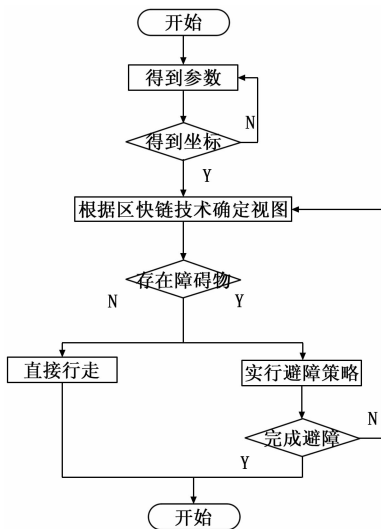 开始
得到参数
N
得到坐标
Y
根据区快链技术确定视图
存在障碍物
N
Y
直接行走
实行避障策略
完成避障
N
Y
开始